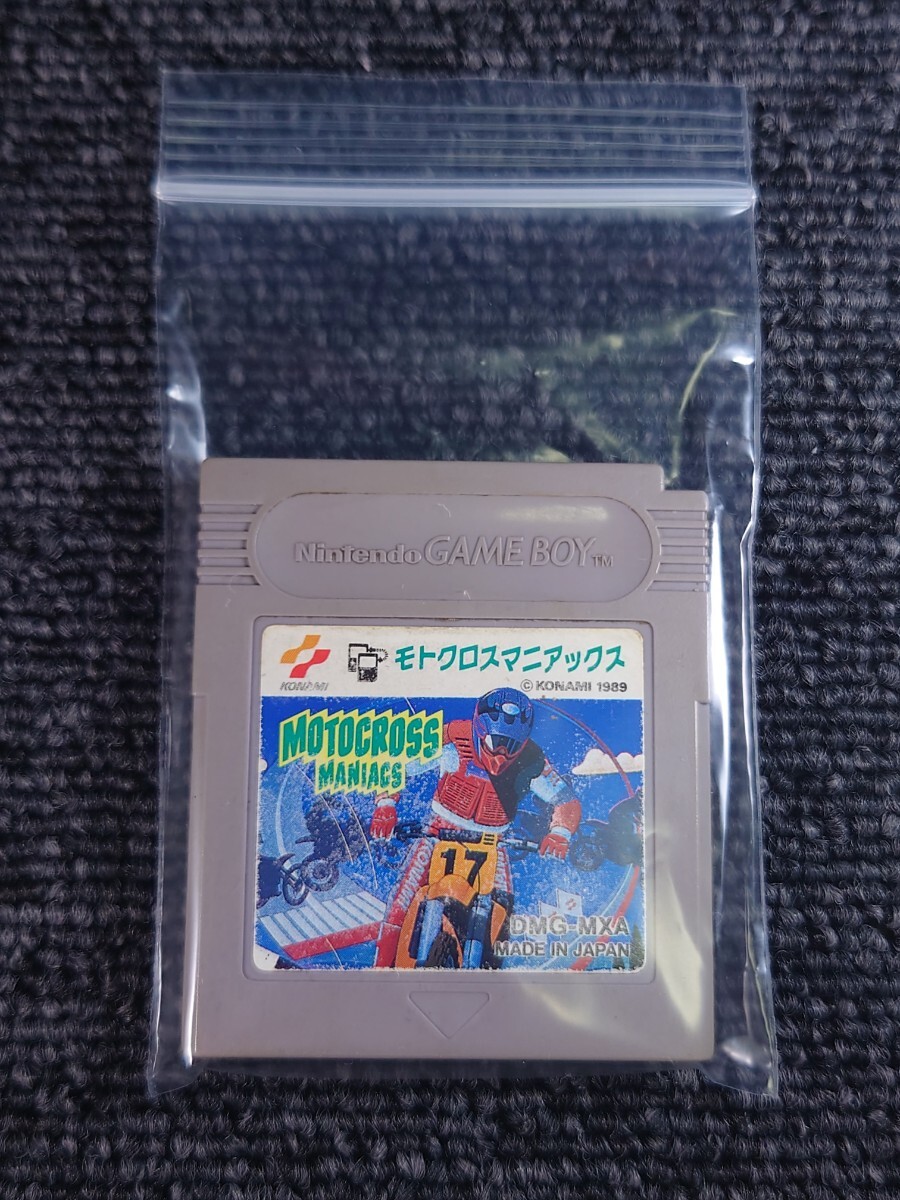 Nintendo GAME BOY TM
KONAMI
モトクロスマニアックス
© KONAMI 1989
MOTOCROSS
MANIACS
17
KONAMI
DMG-MXA
MADE IN JAPAN